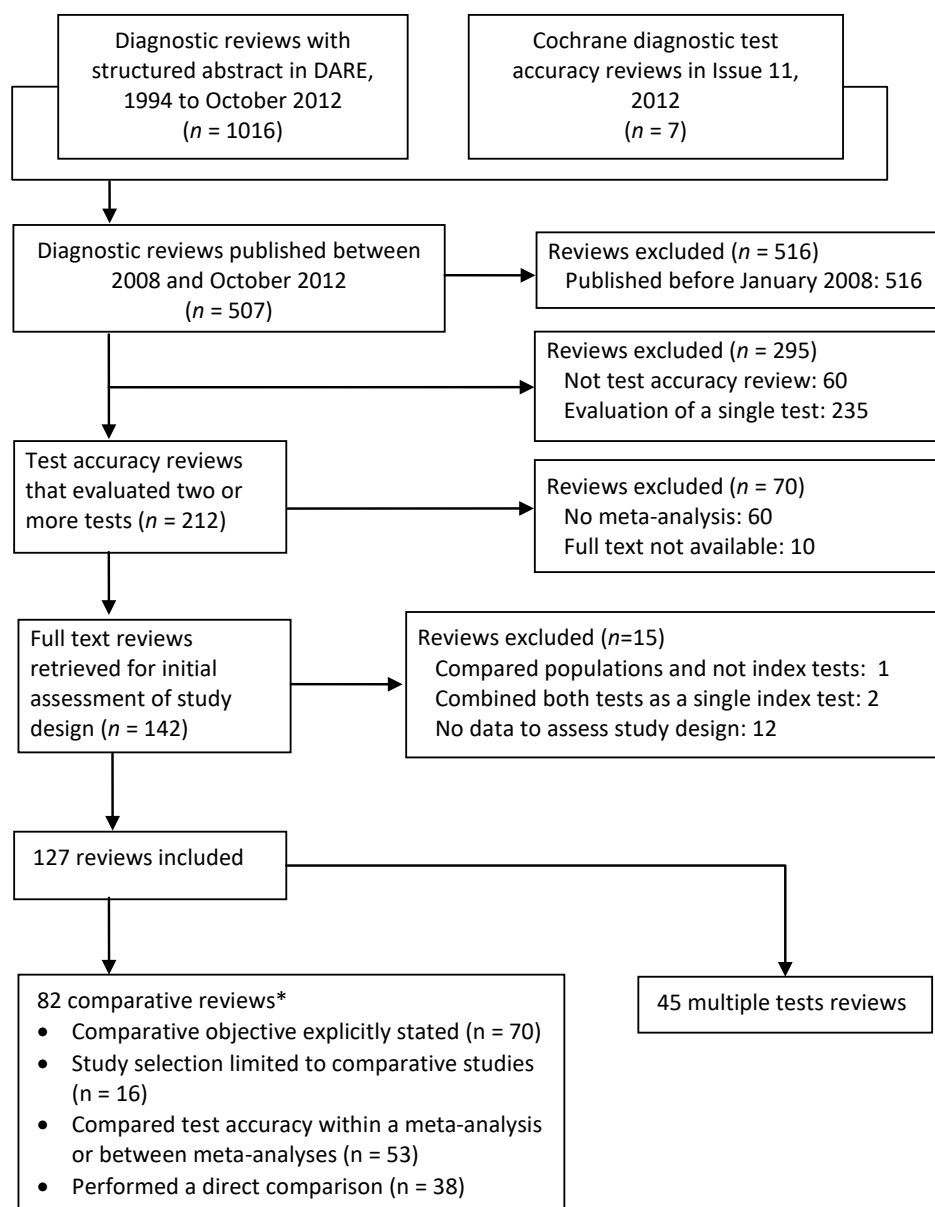 Diagnostic reviews with
structured abstract in DARE,
1994 to October 2012
(n = 1016)
Cochrane diagnostic test
accuracy reviews in Issue 11,
2012
(n = 7)
Diagnostic reviews published between
2008 and October 2012
(n = 507)
Reviews excluded (n = 516)
Published before January 2008: 516
Reviews excluded (n = 295)
Not test accuracy review: 60
Evaluation of a single test: 235
Test accuracy reviews
that evaluated two or
more tests (n = 212)
Reviews excluded (n = 70)
No meta-analysis: 60
Full text not available: 10
Full text reviews
retrieved for initial
assessment of study
design (n = 142)
Reviews excluded (n=15)
Compared populations and not index tests:  1
Combined both tests as a single index test: 2
No data to assess study design: 12
127 reviews included
82 comparative reviews*
• Comparative objective explicitly stated (n = 70)
• Study selection limited to comparative studies
(n = 16)
• Compared test accuracy within a meta-analysis
or between meta-analyses (n = 53)
• Performed a direct comparison (n = 38)
45 multiple tests reviews